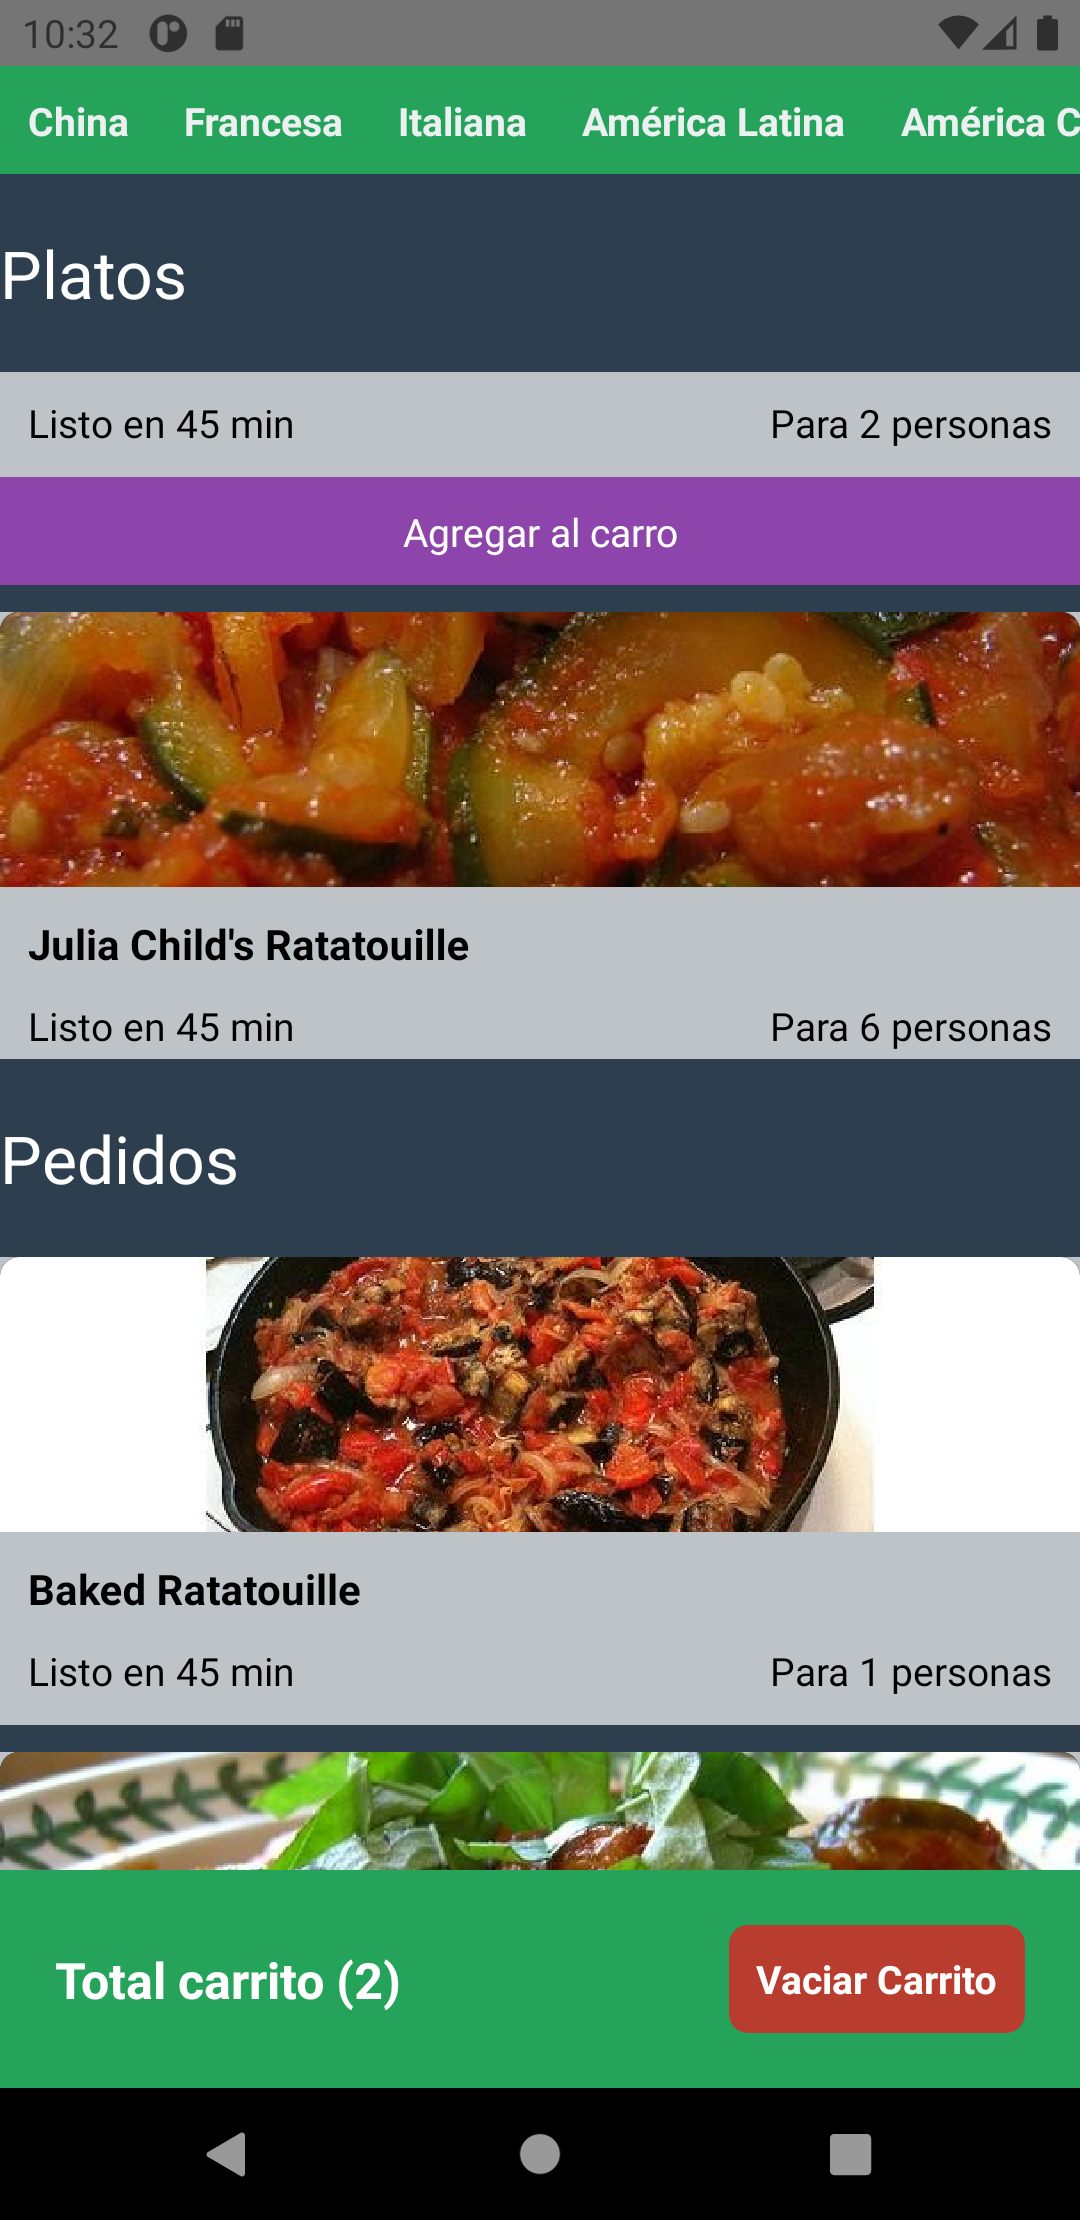 10:32
China Francesa Italiana América Latina América C
Platos
Listo en 45 min Para 2 personas
Agregar al carro
Julia Child's Ratatouille
Listo en 45 min Para 6 personas
Pedidos
Baked Ratatouille
Listo en 45 min Para 1 personas
Total carrito (2) Vaciar Carrito